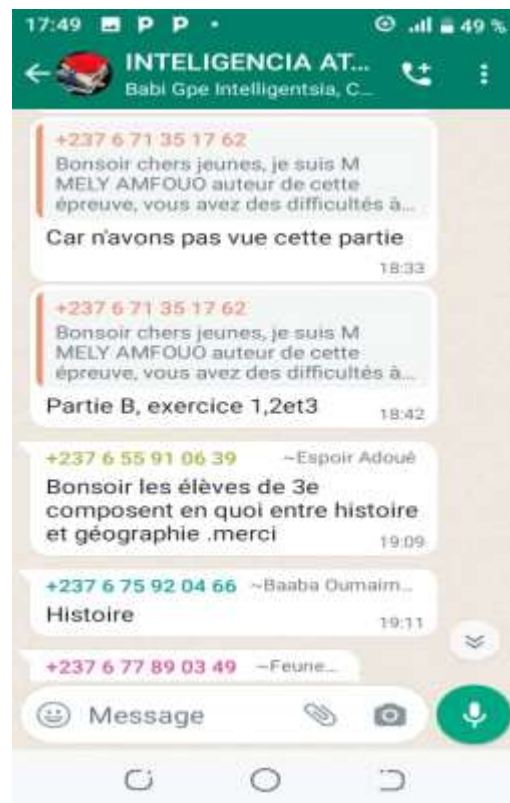 17:49 P P • 49 %
INTELIGENCIA AT...
Babi Gpe Intelligentsia, C...
+237 6 71 35 17 62
Bonsoir chers jeunes, je suis M
MELY AMFOUO auteur de cette
épreuve, vous avez des difficultés à...
Car n'avons pas vue cette partie
18:33
+237 6 71 35 17 62
Bonsoir chers jeunes, je suis M
MELY AMFOUO auteur de cette
épreuve, vous avez des difficultés à...
Partie B, exercice 1,2et3 18:42
+237 6 55 91 06 39 ~Espoir Adoué
Bonsoir les élèves de 3e
composent en quoi entre histoire
et géographie .merci 19:09
+237 6 75 92 04 66 ~Baaba Oumaim...
Histoire 19:11
+237 6 77 89 03 49 ~Feune...
Message